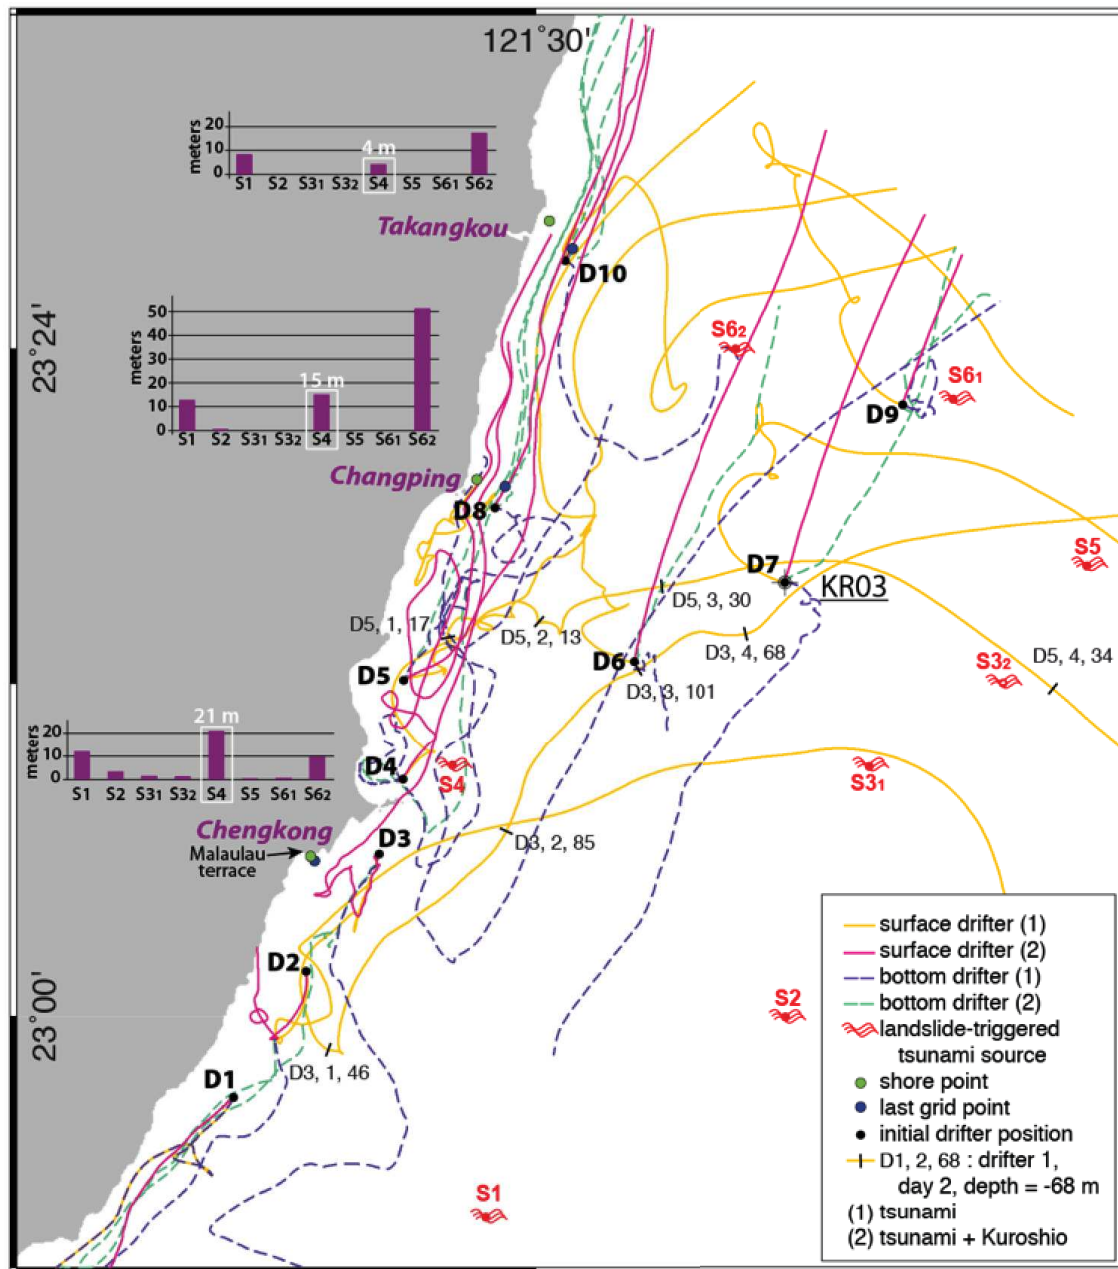 121°30'
20
10
0
meters
4 m
S1 S2 S31 S32 S4 S5 S61 S62
Takangkou
D10
23°24'
50
40
30
20
10
0
meters
15 m
S1 S2 S31 S32 S4 S5 S61 S62
S62
S61
D9
Changping
D8
D7
KR03
S5
D5, 3, 30
D5, 1, 17
D5, 2, 13
D3, 4, 68
D6
D5, 4, 34
S32
D3, 3, 101
D5
20
10
0
meters
21 m
S1 S2 S31 S32 S4 S5 S61 S62
D4
S4
S31
Chengkong
D3
D3, 2, 85
Malaulau
terrace
D2
23°00'
S2
D3, 1, 46
D1
S1
surface drifter (1)
surface drifter (2)
bottom drifter (1)
bottom drifter (2)
landslide-triggered
tsunami source
shore point
last grid point
initial drifter position
D1, 2, 68 : drifter 1,
day 2, depth = -68 m
(1) tsunami
(2) tsunami + Kuroshio